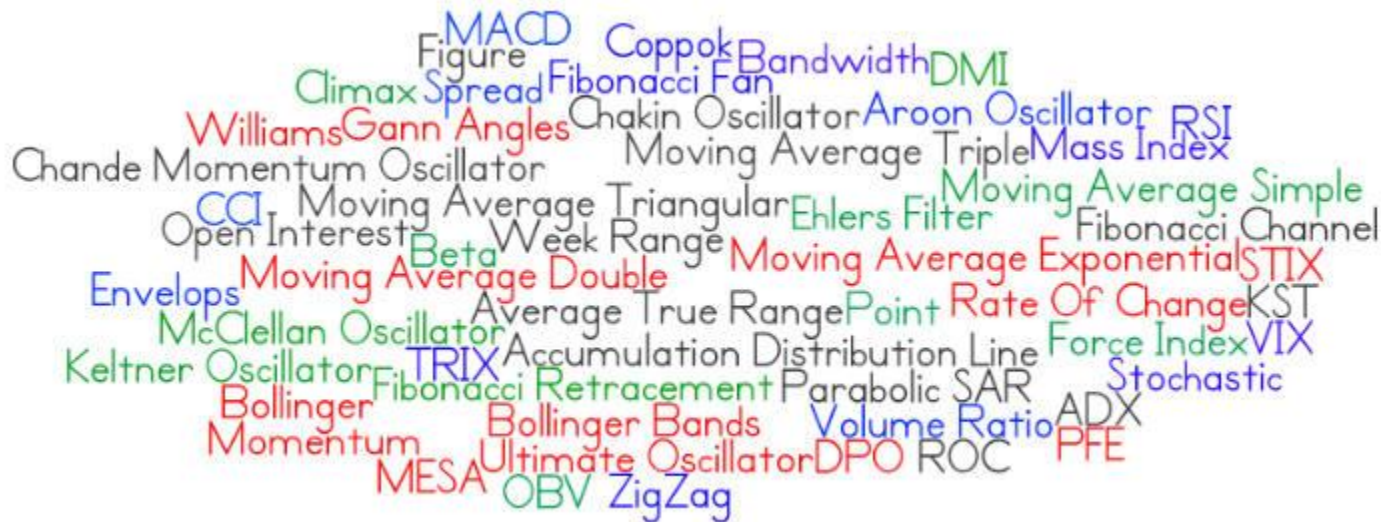 MACD
Figure
Coppok
Bandwidth
DMI
Climax
Spread
Fibonacci Fan
Williams
Gann Angles
Chakin Oscillator
Aroon Oscillator
RSI
Chande Momentum Oscillator
Moving Average Triple
Mass Index
CCI
Moving Average Triangular
Moving Average Simple
Open Interest
Ehlers Filter
Fibonacci Channel
Beta
Week Range
Moving Average Double
Moving Average Exponential
STIX
Envelops
Average True Range
Point
Rate Of Change
KST
McClellan Oscillator
Accumulation Distribution Line
Force Index
VIX
Keltner Oscillator
TRIX
Fibonacci Retracement
Parabolic SAR
Stochastic
Bollinger
Bollinger Bands
Volume Ratio
ADX
Momentum
Ultimate Oscillator
DPO
ROC
PFE
MESA
OBV
ZigZag